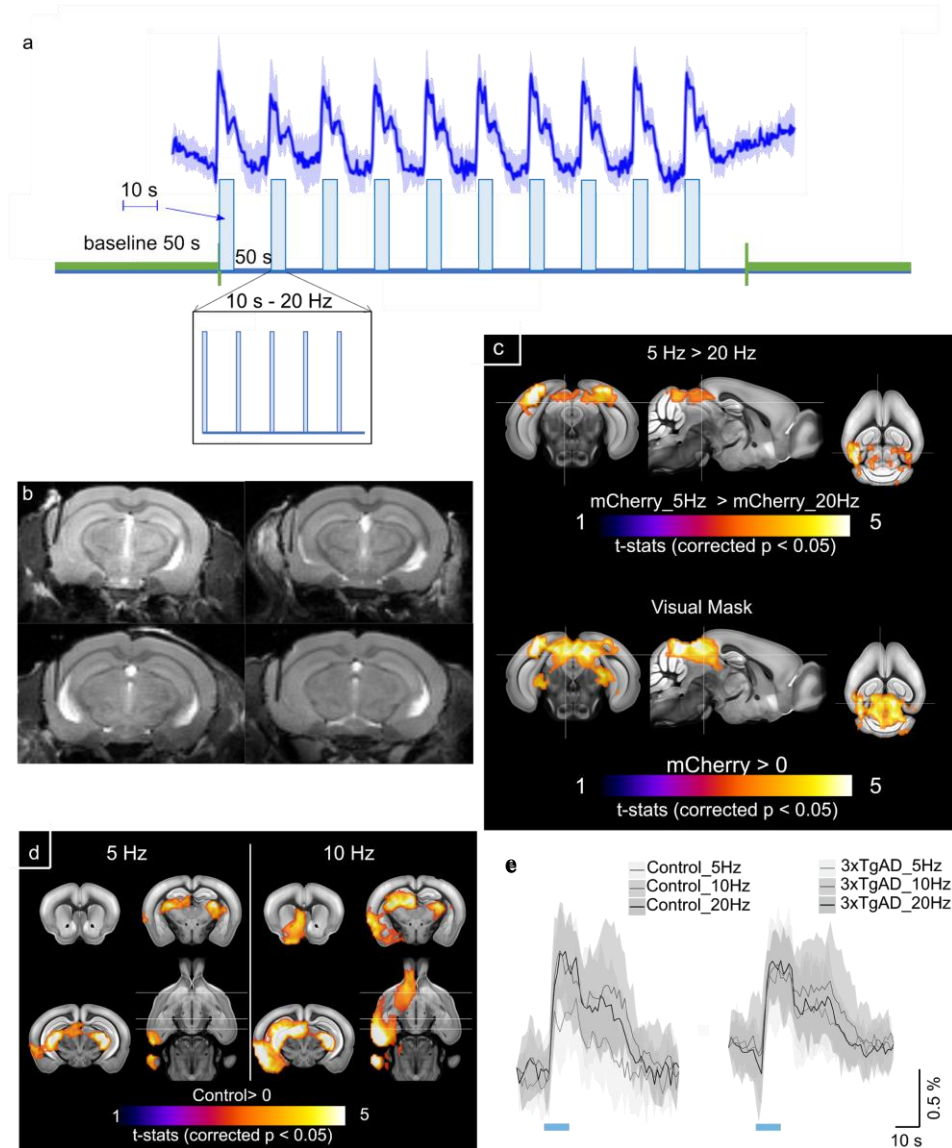 a
10 s
baseline 50 s
50 s
10 s - 20 Hz
b
c
5 Hz > 20 Hz
mCherry_5Hz > mCherry_20Hz
1
5
t-stats (corrected p < 0.05)
Visual Mask
mCherry > 0
1
5
t-stats (corrected p < 0.05)
d
5 Hz
10 Hz
Control> 0
1
5
t-stats (corrected p < 0.05)
e
Control_5Hz
Control_10Hz
Control_20Hz
3xTgAD_5Hz
3xTgAD_10Hz
3xTgAD_20Hz
0.5 %
10 s